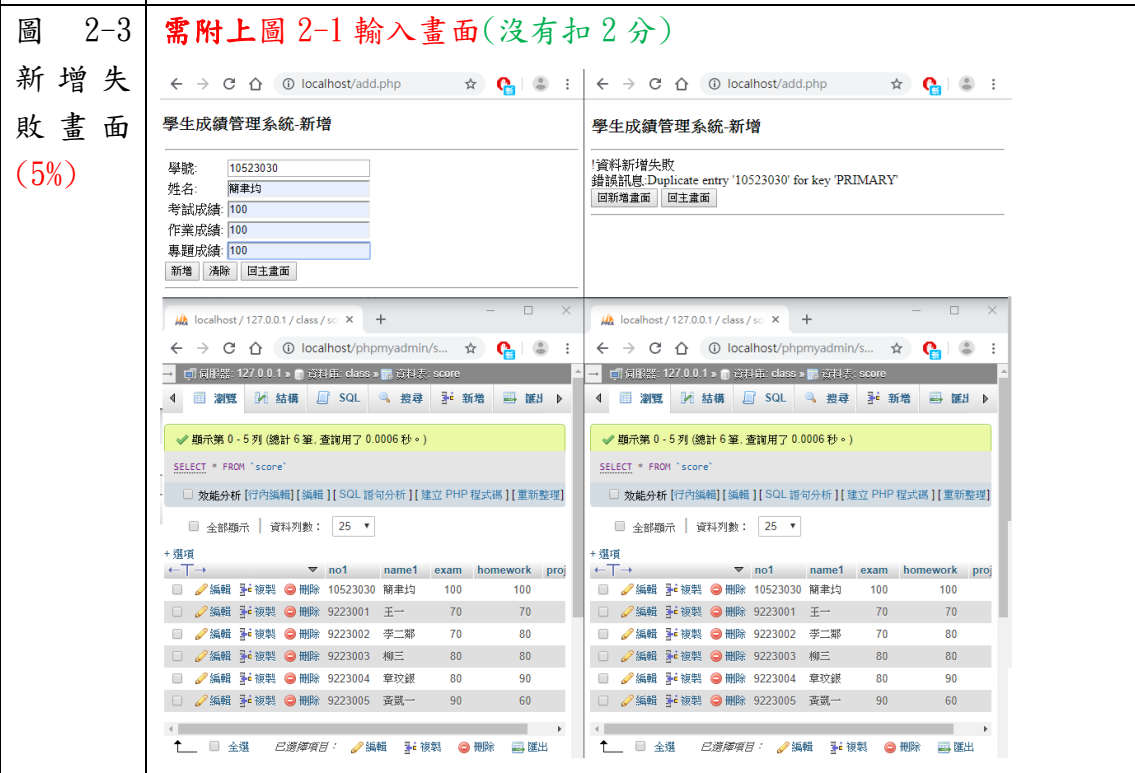 圖 2-3
新增失
敗畫面
(5%)
需附上圖 2-1 輸入畫面(沒有扣 2 分)
localhost/add.php
學生成績管理系統-新增
學號: 10523030
姓名: 簡聿均
考試成績: 100
作業成績: 100
專題成績: 100
新增 清除 回主畫面
localhost/add.php
學生成績管理系統-新增
!資料新增失敗
錯誤訊息:Duplicate entry '10523030' for key 'PRIMARY'
回新增畫面 回主畫面
localhost / 127.0.0.1 / class / sc
localhost/phpmyadmin/s...
伺服器: 127.0.0.1 » 資料庫: class » 資料表: score
瀏覽 結構 SQL 搜尋 新增 匯出
顯示第 0 - 5 列 (總計 6 筆, 查詢用了 0.0006 秒。)
SELECT * FROM `score`
效能分析 [行內編輯] [ 編輯 ] [ SQL 語句分析 ] [ 建立 PHP 程式碼 ] [ 重新整理]
全部顯示 | 資料列數: 25
+ 選項
←T→ no1 name1 exam homework proj
編輯 複製 刪除 10523030 簡聿均 100 100
編輯 複製 刪除 9223001 王一 70 70
編輯 複製 刪除 9223002 李二鄉 70 80
編輯 複製 刪除 9223003 柳三 80 80
編輯 複製 刪除 9223004 章玟銀 80 90
編輯 複製 刪除 9223005 黃凱一 90 60
全選 已選擇項目: 編輯 複製 刪除 匯出
localhost / 127.0.0.1 / class / sc
localhost/phpmyadmin/s...
伺服器: 127.0.0.1 » 資料庫: class » 資料表: score
瀏覽 結構 SQL 搜尋 新增 匯出
顯示第 0 - 5 列 (總計 6 筆, 查詢用了 0.0006 秒。)
SELECT * FROM `score`
效能分析 [行內編輯] [ 編輯 ] [ SQL 語句分析 ] [ 建立 PHP 程式碼 ] [ 重新整理]
全部顯示 | 資料列數: 25
+ 選項
←T→ no1 name1 exam homework proj
編輯 複製 刪除 10523030 簡聿均 100 100
編輯 複製 刪除 9223001 王一 70 70
編輯 複製 刪除 9223002 李二鄉 70 80
編輯 複製 刪除 9223003 柳三 80 80
編輯 複製 刪除 9223004 章玟銀 80 90
編輯 複製 刪除 9223005 黃凱一 90 60
全選 已選擇項目: 編輯 複製 刪除 匯出